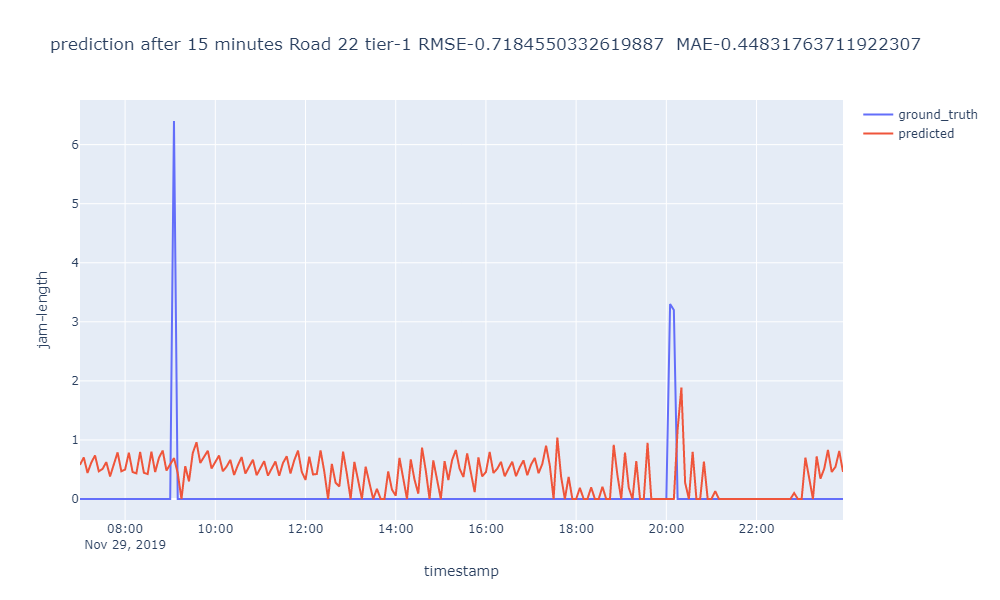 prediction after 15 minutes Road 22 tier-1 RMSE-0.7184550332619887  MAE-0.44831763711922307
ground_truth
predicted
6
5
4
3
2
1
0
jam-length
08:00 10:00 12:00 14:00 16:00 18:00 20:00 22:00
Nov 29, 2019
timestamp